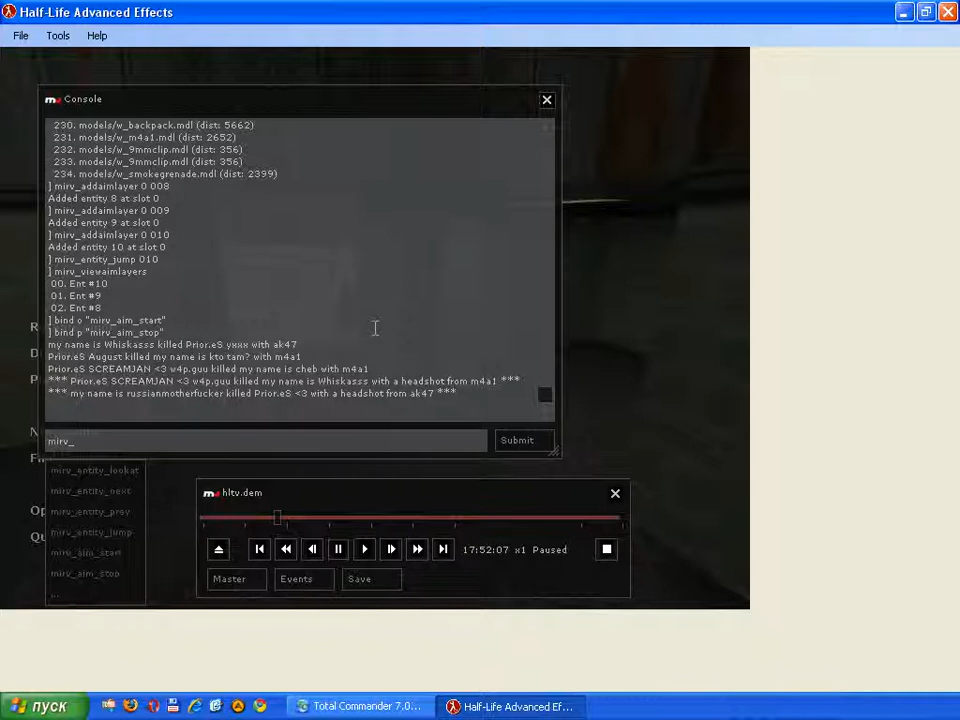 Half-Life Advanced Effects
File Tools Help
Console
230. models/w_backpack.mdl (dist: 5662)
231. models/w_m4a1.mdl (dist: 2652)
232. models/w_9mmclip.mdl (dist: 356)
233. models/w_9mmclip.mdl (dist: 356)
234. models/w_smokegrenade.mdl (dist: 2399)
] mirv_addaimlayer 0 008
Added entity 8 at slot 0
] mirv_addaimlayer 0 009
Added entity 9 at slot 0
] mirv_addaimlayer 0 010
Added entity 10 at slot 0
] mirv_entity_jump 010
] mirv_viewaimlayers
00. Ent #10
01. Ent #9
02. Ent #8
] bind o "mirv_aim_start"
] bind p "mirv_aim_stop"
my name is Whiskasss killed Prior.eS yxxx with ak47
Prior.eS August killed my name is kto tam? with m4a1
Prior.eS SCREAMJAN <3 w4p.guu killed my name is cheb with m4a1
*** Prior.eS SCREAMJAN <3 w4p.guu killed my name is Whiskasss with a headshot from m4a1 ***
*** my name is russianmotherfucker killed Prior.eS <3 with a headshot from ak47 ***
mirv_
Submit
mirv_entity_lookat
mirv_entity_next
mirv_entity_prev
mirv_entity_jump
mirv_aim_start
mirv_aim_stop
...
hltv.dem
17:52:07 x1 Paused
Master Events Save
пуск
Total Commander 7.0...
Half-Life Advanced Ef...